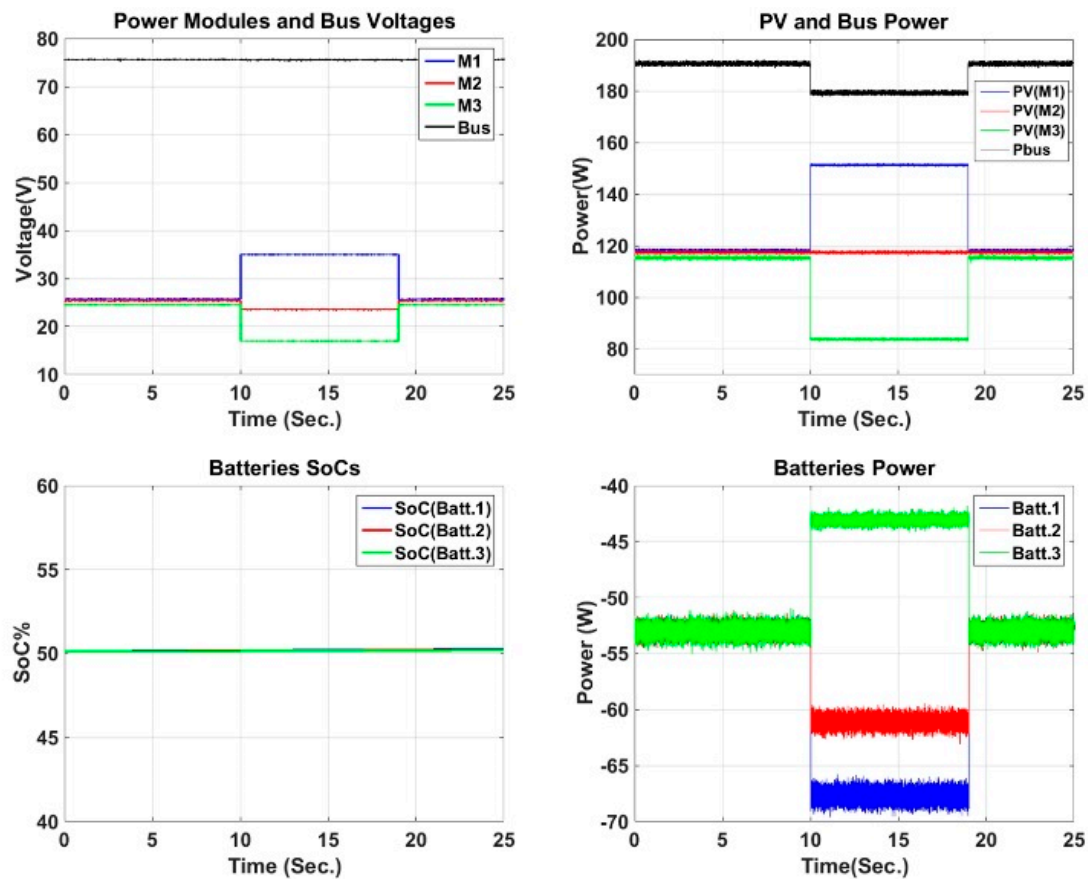 Power Modules and Bus Voltages
80
70
60
50
40
30
20
10
Voltage(V)
M1
M2
M3
Bus
0 5 10 15 20 25
Time (Sec.)
PV and Bus Power
200
180
160
140
120
100
80
Power(W)
PV(M1)
PV(M2)
PV(M3)
Pbus
0 5 10 15 20 25
Time(Sec.)
Batteries SoCs
60
55
50
45
40
SoC%
SoC(Batt.1)
SoC(Batt.2)
SoC(Batt.3)
0 5 10 15 20 25
Time (Sec.)
Batteries Power
-40
-45
-50
-55
-60
-65
-70
Power (W)
Batt.1
Batt.2
Batt.3
0 5 10 15 20 25
Time(Sec.)